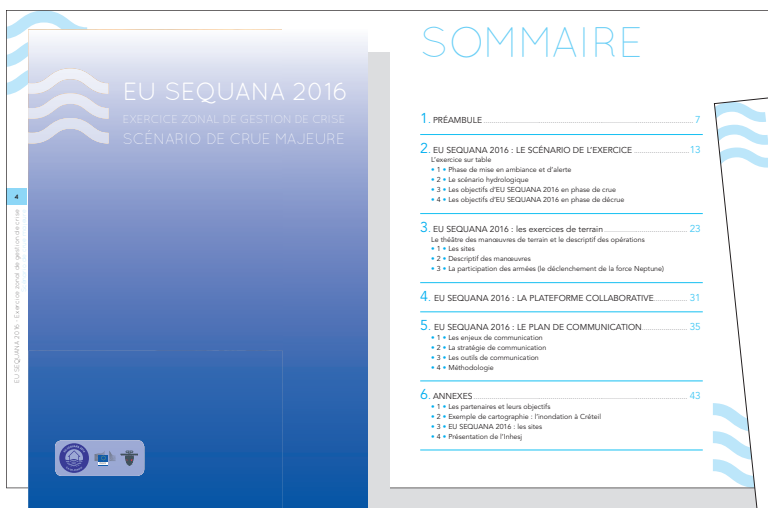 EU SEQUANA 2016
EXERCICE ZONAL DE GESTION DE CRISE
SCÉNARIO DE CRUE MAJEURE
4
EU SEQUANA 2016 - Exercice zonal de gestion de crise
SOMMAIRE
1. PRÉAMBULE 7
2. EU SEQUANA 2016 : LE SCÉNARIO DE L'EXERCICE 13
L'exercice sur table
• 1 • Phase de mise en ambiance et d'alerte
• 2 • Le scénario hydrologique
• 3 • Les objectifs d'EU SEQUANA 2016 en phase de crue
• 4 • Les objectifs d'EU SEQUANA 2016 en phase de décrue
3. EU SEQUANA 2016 : les exercices de terrain 23
Le théâtre des manœuvres de terrain et le descriptif des opérations
• 1 • Les sites
• 2 • Descriptif des manœuvres
• 3 • La participation des armées (le déclenchement de la force Neptune)
4. EU SEQUANA 2016 : LA PLATEFORME COLLABORATIVE 31
5. EU SEQUANA 2016 : LE PLAN DE COMMUNICATION 35
• 1 • Les enjeux de communication
• 2 • La stratégie de communication
• 3 • Les outils de communication
• 4 • Méthodologie
6. ANNEXES 43
• 1 • Les partenaires et leurs objectifs
• 2 • Exemple de cartographie : l'inondation à Créteil
• 3 • EU SEQUANA 2016 : les sites
• 4 • Présentation de l'Inhesj